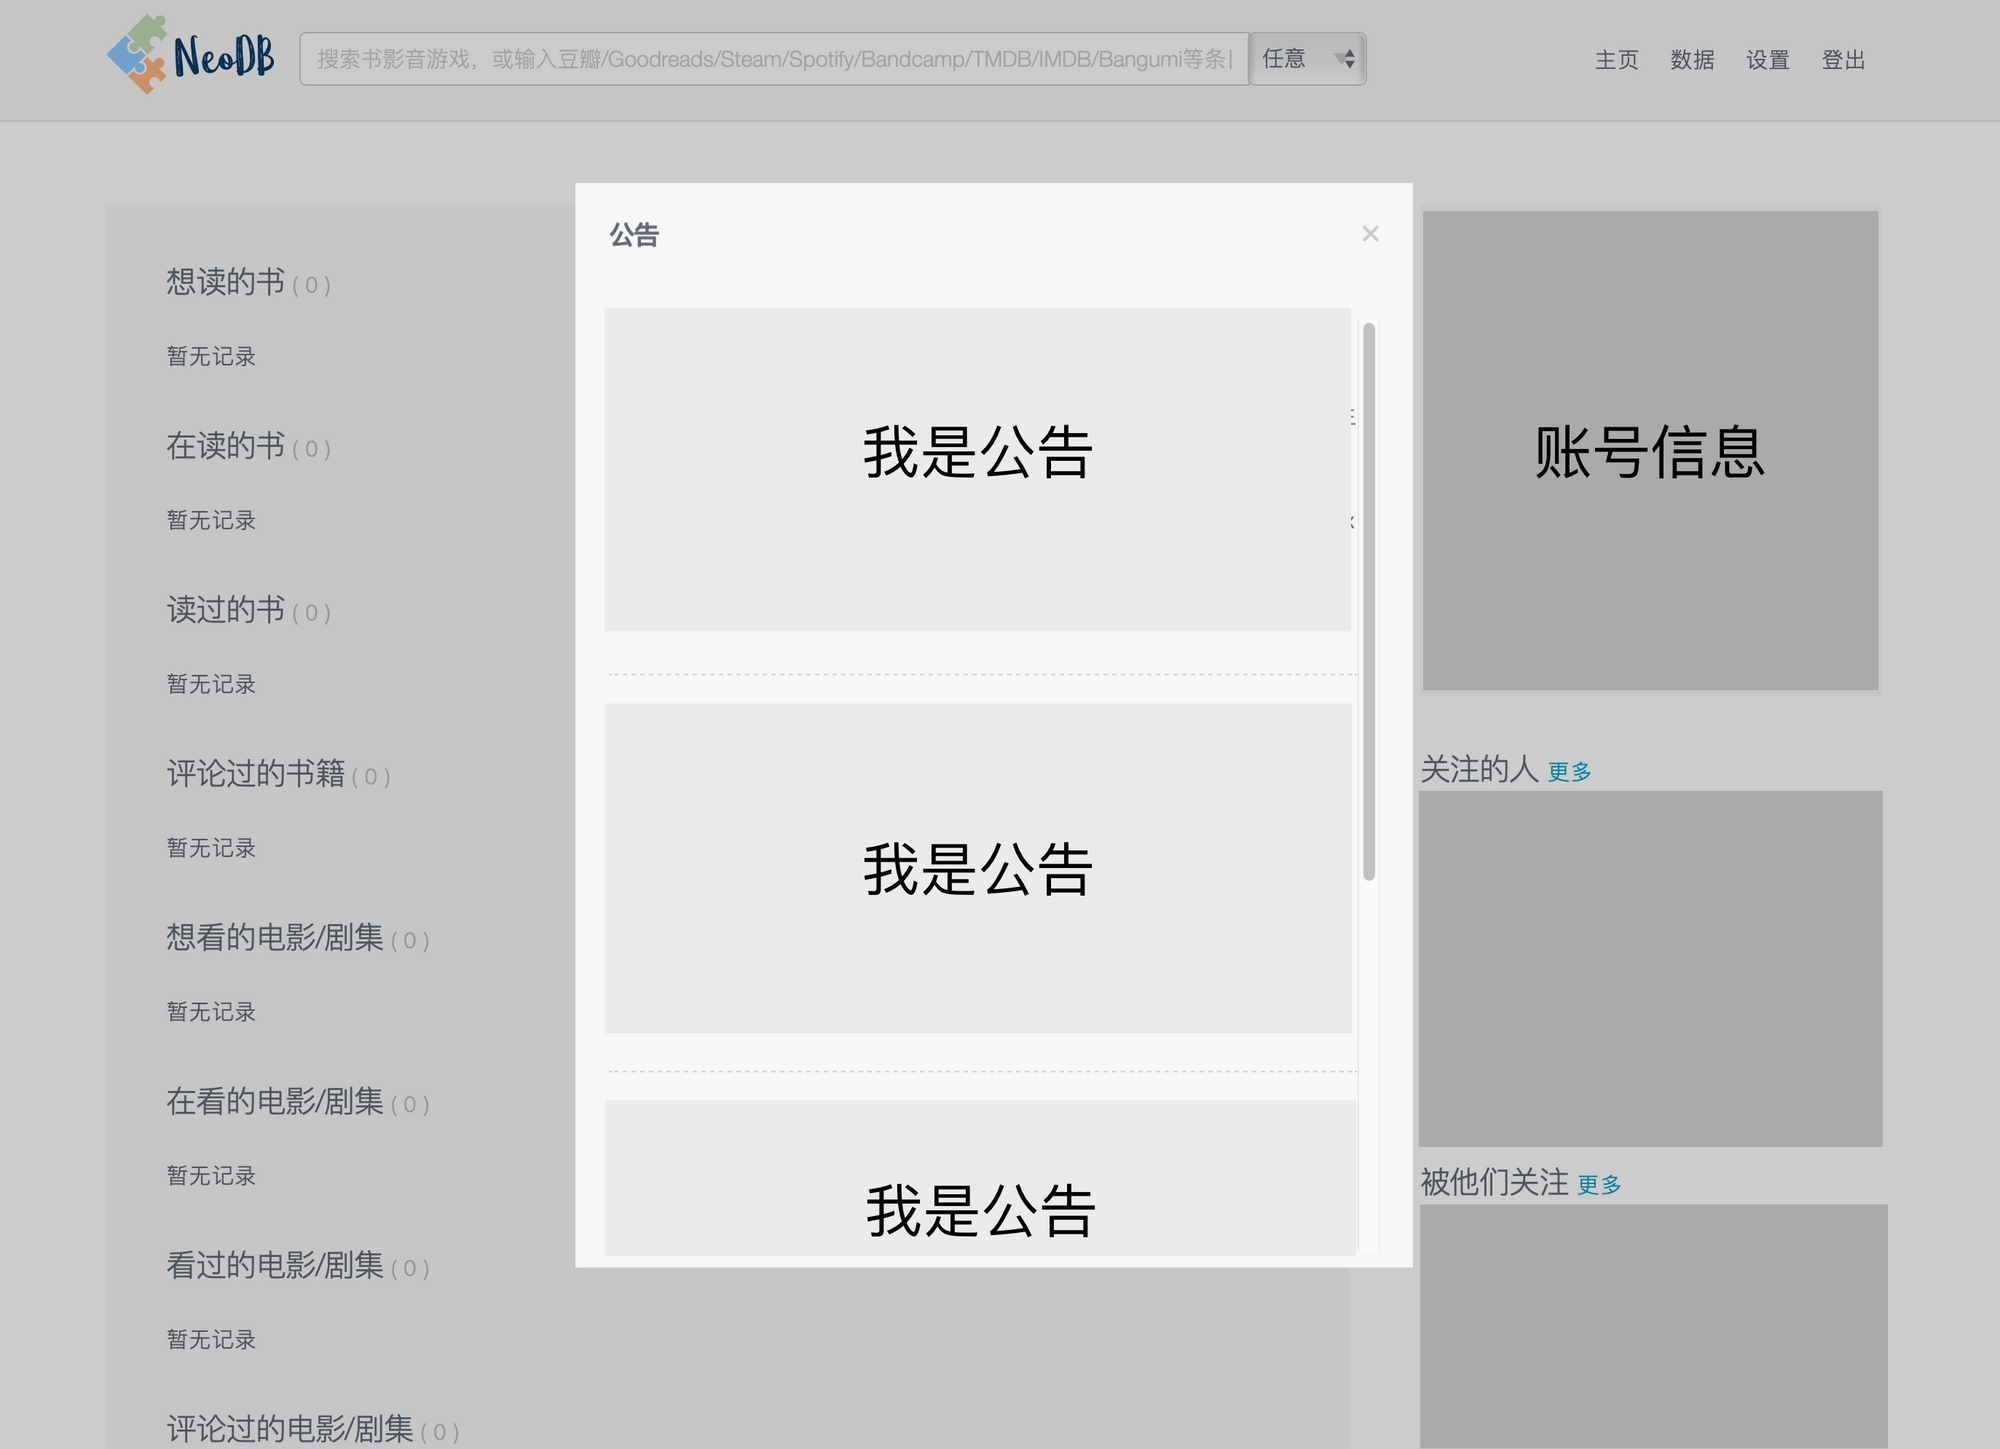 NeoDB
搜索书影音游戏，或输入豆瓣/Goodreads/Steam/Spotify/Bandcamp/TMDB/IMDB/Bangumi等条
任意
主页 数据 设置 登出
公告
我是公告
我是公告
我是公告
想读的书 ( 0 )
暂无记录
在读的书 ( 0 )
暂无记录
读过的书 ( 0 )
暂无记录
评论过的书籍 ( 0 )
暂无记录
想看的电影/剧集 ( 0 )
暂无记录
在看的电影/剧集 ( 0 )
暂无记录
看过的电影/剧集 ( 0 )
暂无记录
评论过的电影/剧集 ( 0 )
账号信息
关注的人 更多
被他们关注 更多